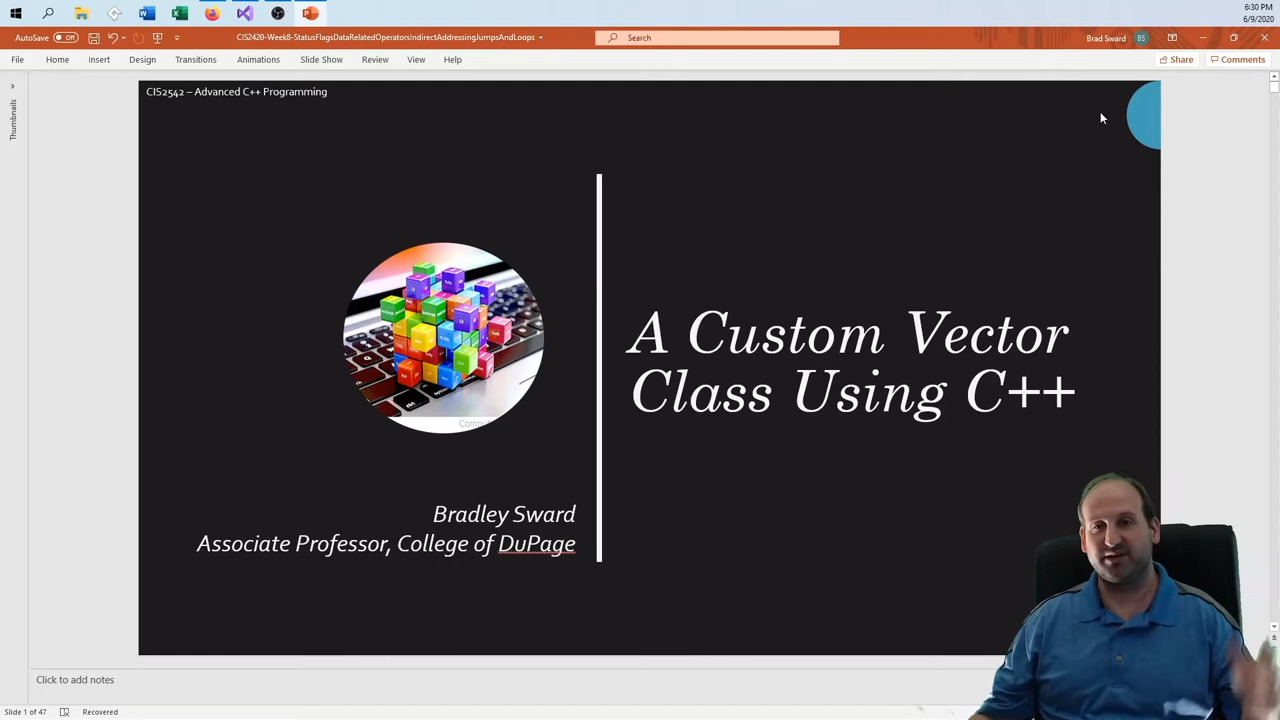 6:30 PM
6/9/2020
AutoSave
Off
CIS2420-Week8-StatusFlagsDataRelatedOperatorsIndirectAddressingJumpsAndLoops
Search
Brad Sward
BS
File
Home
Insert
Design
Transitions
Animations
Slide Show
Review
View
Help
Share
Comments
Thumbnails
CIS2542 – Advanced C++ Programming
A Custom Vector
Class Using C++
Bradley Sward
Associate Professor, College of DuPage
Click to add notes
Slide 1 of 47
Recovered